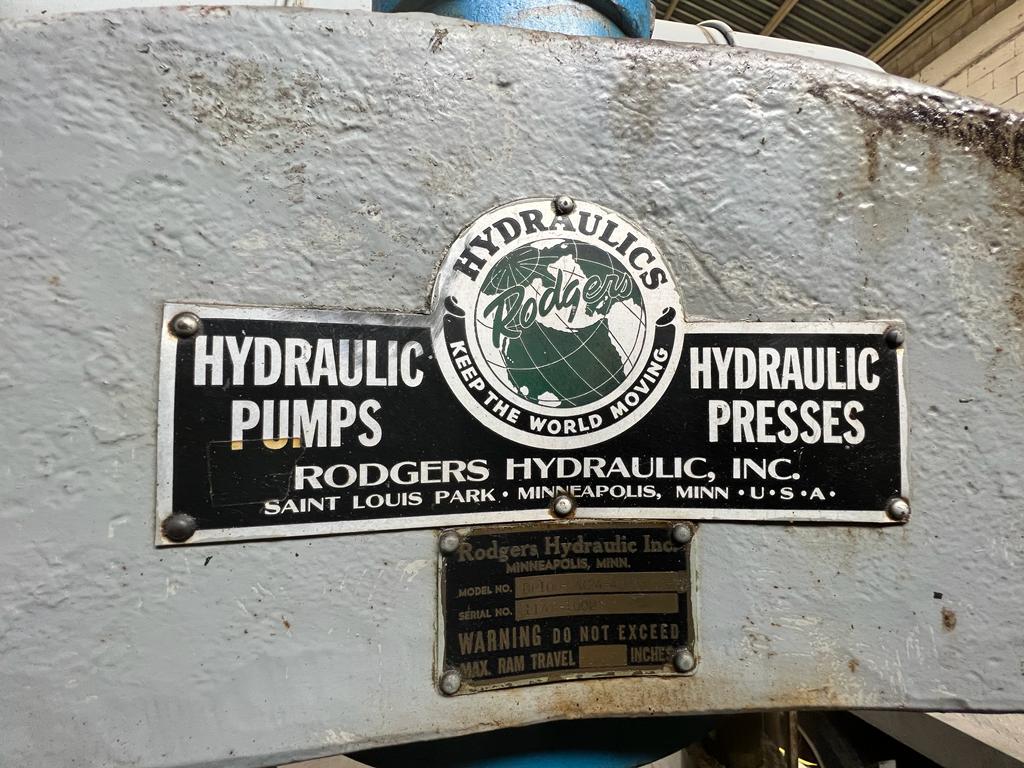 HYDRAULICS
Rodgers
KEEP THE WORLD MOVING
HYDRAULIC
PUMPS
HYDRAULIC
PRESSES
RODGERS HYDRAULIC, INC.
SAINT LOUIS PARK · MINNEAPOLIS, MINN · U · S · A ·
Rodgers Hydraulic Inc.
MINNEAPOLIS, MINN.
MODEL NO.
SERIAL NO.
WARNING DO NOT EXCEED
MAX. RAM TRAVEL INCHES